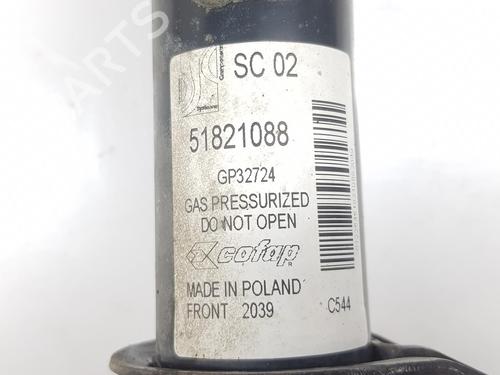 SC 02
51821088
GP32724
GAS PRESSURIZED
DO NOT OPEN
cofap
MADE IN POLAND
FRONT 2039
C544